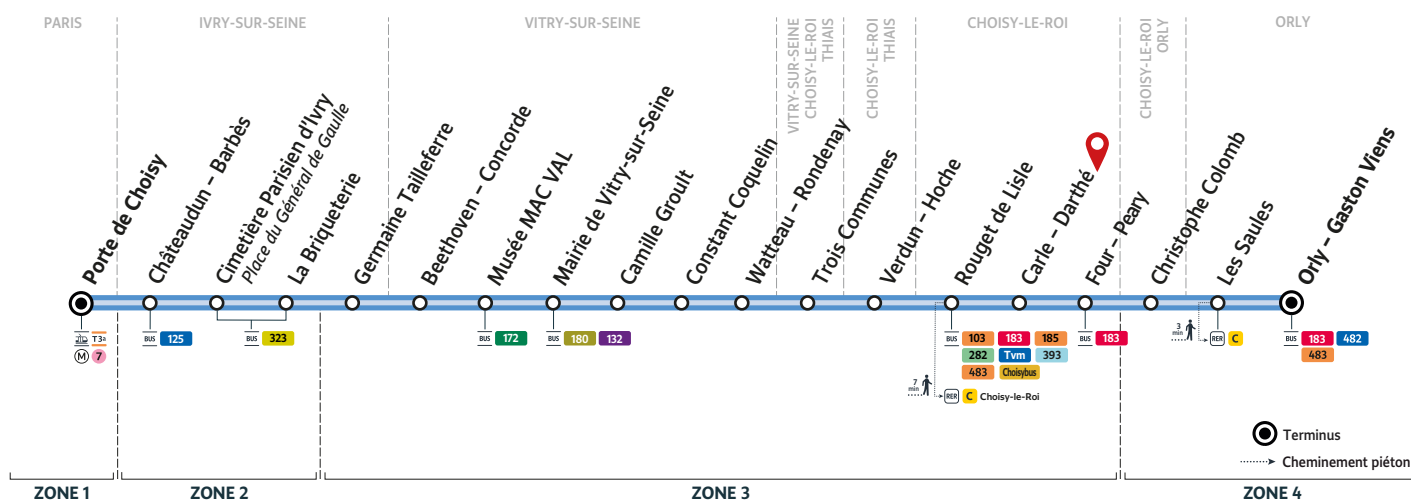 PARIS
IVRY-SUR-SEINE
VITRY-SUR-SEINE
VITRY-SUR-SEINE
CHOISY-LE-ROI
THIAIS
CHOISY-LE-ROI
THIAIS
CHOISY-LE-ROI
CHOISY-LE-ROI
ORLY
ORLY
Porte de Choisy
Châteaudun – Barbès
Cimetière Parisien d'Ivry
Place du Général de Gaulle
La Briqueterie
Germaine Tailleferre
Beethoven – Concorde
Musée MAC VAL
Mairie de Vitry-sur-Seine
Camille Groult
Constant Coquelin
Watteau – Rondenay
Trois Communes
Verdun – Hoche
Rouget de Lisle
Carle – Darthé
Four – Peary
Christophe Colomb
Les Saules
Orly – Gaston Viens
T3a
M 7
BUS 125
BUS 323
BUS 172
BUS 180 132
BUS 103 183 185
282 Tvm 393
483 Choisybus
7
min
RER C Choisy-le-Roi
BUS 183
3
min
RER C
BUS 183 482
483
Terminus
Cheminement piéton
ZONE 1
ZONE 2
ZONE 3
ZONE 4